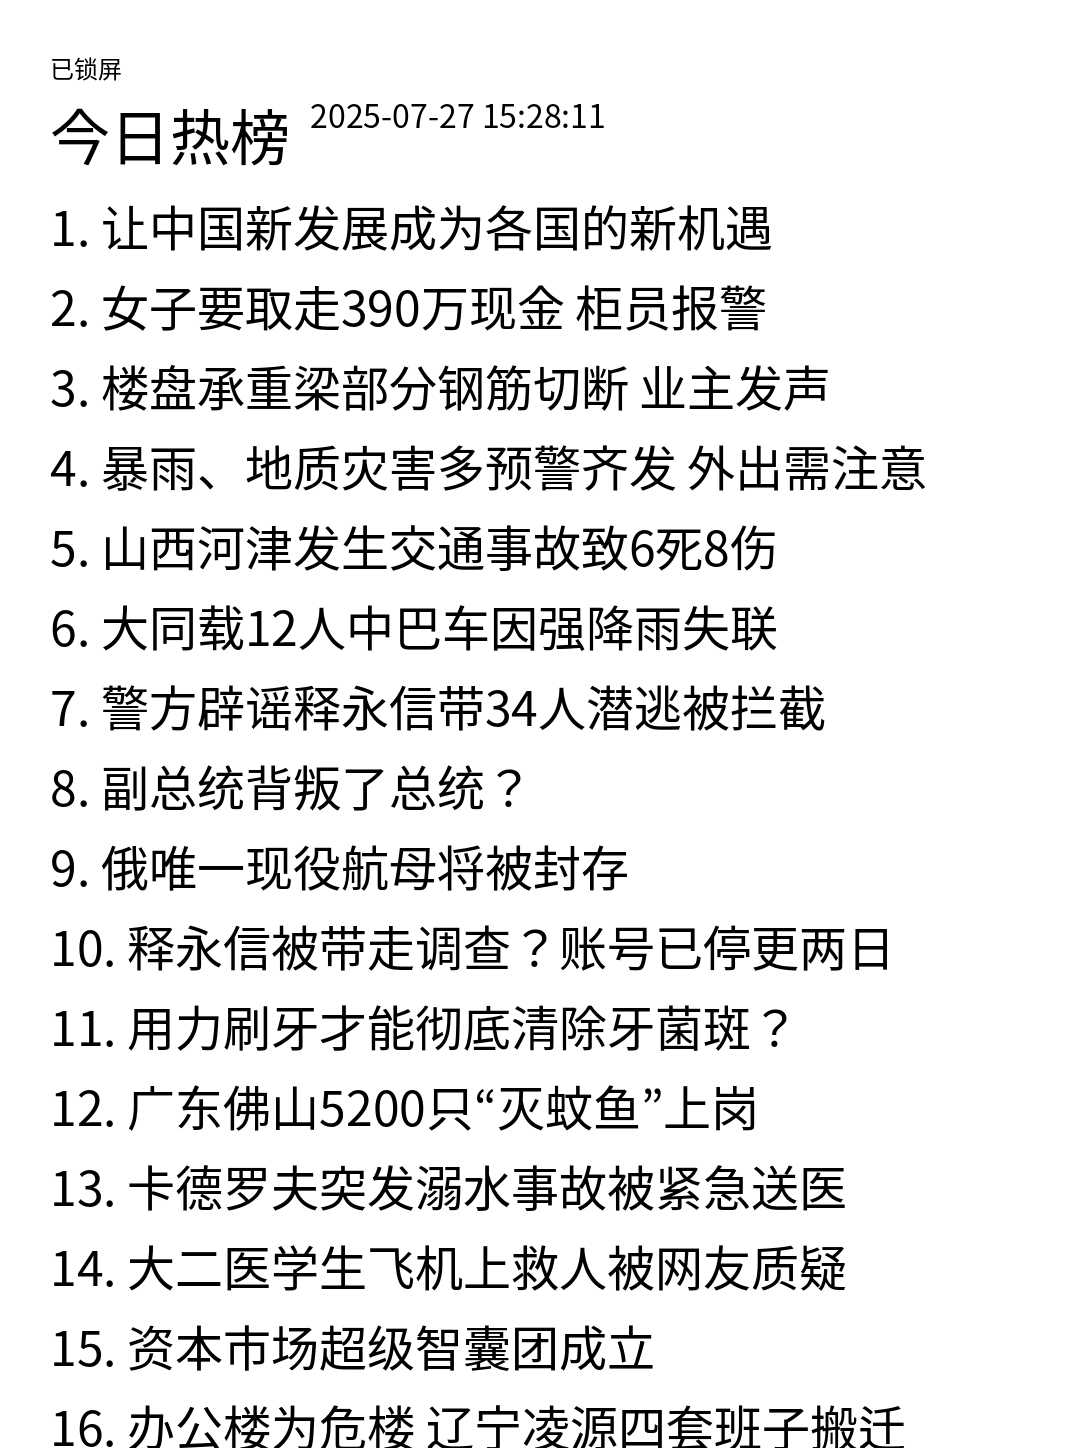 已锁屏
今日热榜 2025-07-27 15:28:11
1. 让中国新发展成为各国的新机遇
2. 女子要取走390万现金 柜员报警
3. 楼盘承重梁部分钢筋切断 业主发声
4. 暴雨、地质灾害多预警齐发 外出需注意
5. 山西河津发生交通事故致6死8伤
6. 大同载12人中巴车因强降雨失联
7. 警方辟谣释永信带34人潜逃被拦截
8. 副总统背叛了总统？
9. 俄唯一现役航母将被封存
10. 释永信被带走调查？账号已停更两日
11. 用力刷牙才能彻底清除牙菌斑？
12. 广东佛山5200只“灭蚊鱼”上岗
13. 卡德罗夫突发溺水事故被紧急送医
14. 大二医学生飞机上救人被网友质疑
15. 资本市场超级智囊团成立
16. 办公楼为危楼 辽宁凌源四套班子搬迁